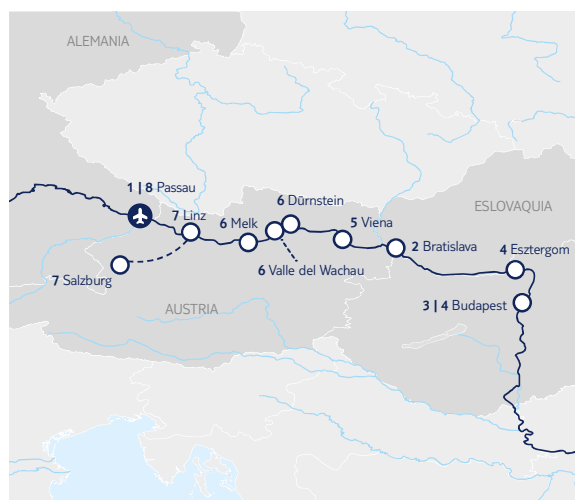 ALEMANIA
1 | 8 Passau
7 Linz
6 Melk
6 Dürnstein
5 Viena
ESLOVAQUIA
2 Bratislava
4 Esztergom
7 Salzburg
6 Valle del Wachau
3 | 4 Budapest
AUSTRIA